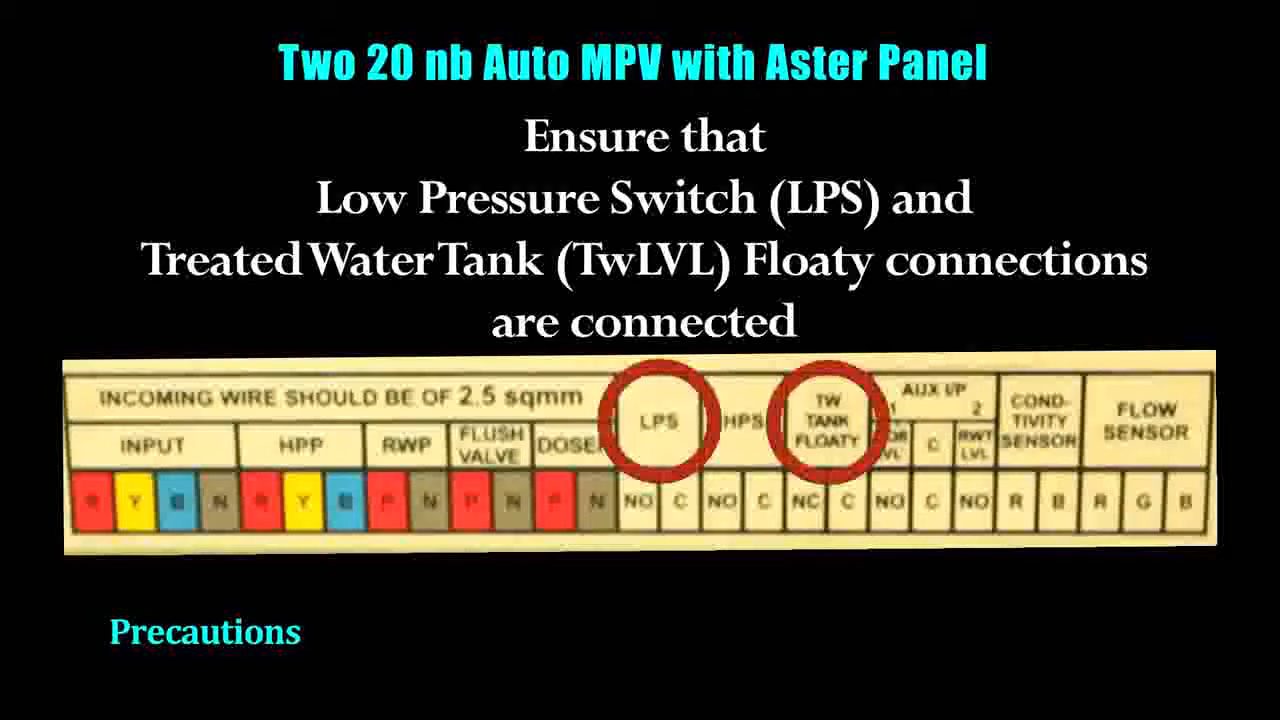 Two 20 nb Auto MPV with Aster Panel
Ensure that
Low Pressure Switch (LPS) and
Treated Water Tank (TwLVL) Floaty connections
are connected
INCOMING WIRE SHOULD BE OF 2.5 sqmm
INPUT
HPP
RWP
FLUSH
VALVE
LPS
HPS
TW
TANK
FLOATY
AUX I/P
1 2
C
RWT
LVL
COND-
TIVITY
SENSOR
FLOW
SENSOR
R Y B N R Y B P N P N P N NO C NO C NC C NO C NO R B R G B
Precautions